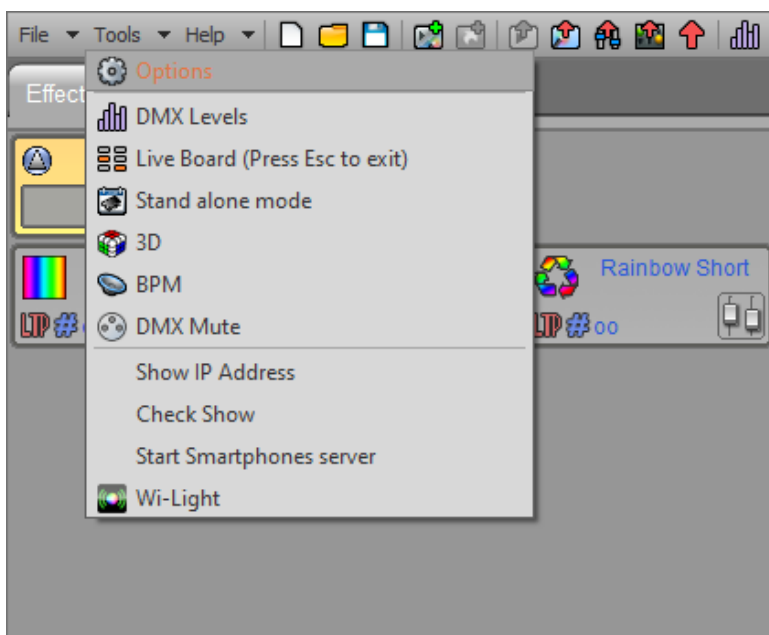 File Tools Help
Effect
Options
DMX Levels
Live Board (Press Esc to exit)
Stand alone mode
3D
BPM
DMX Mute
Show IP Address
Check Show
Start Smartphones server
Wi-Light
Rainbow Short
LTP #
LTP # oo